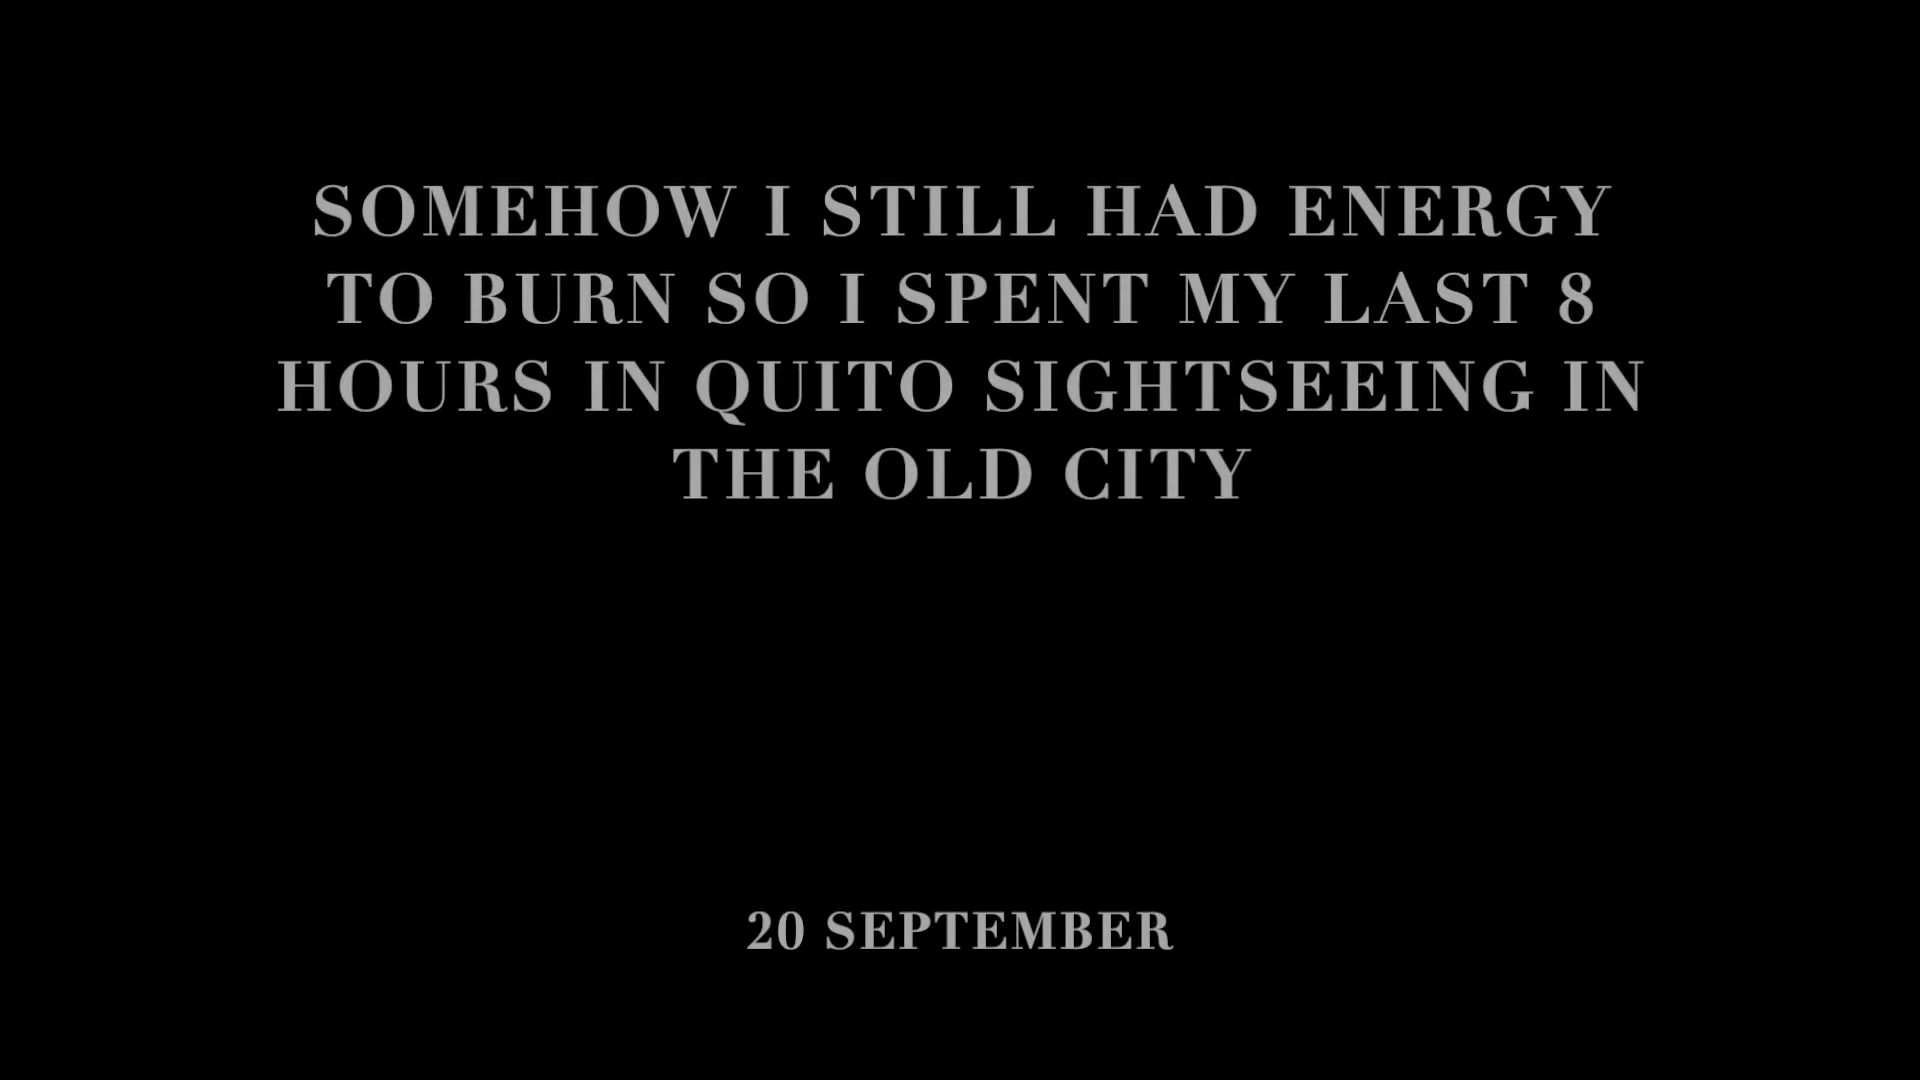 SOMEHOW I STILL HAD ENERGY
TO BURN SO I SPENT MY LAST 8
HOURS IN QUITO SIGHTSEEING IN
THE OLD CITY
20 SEPTEMBER